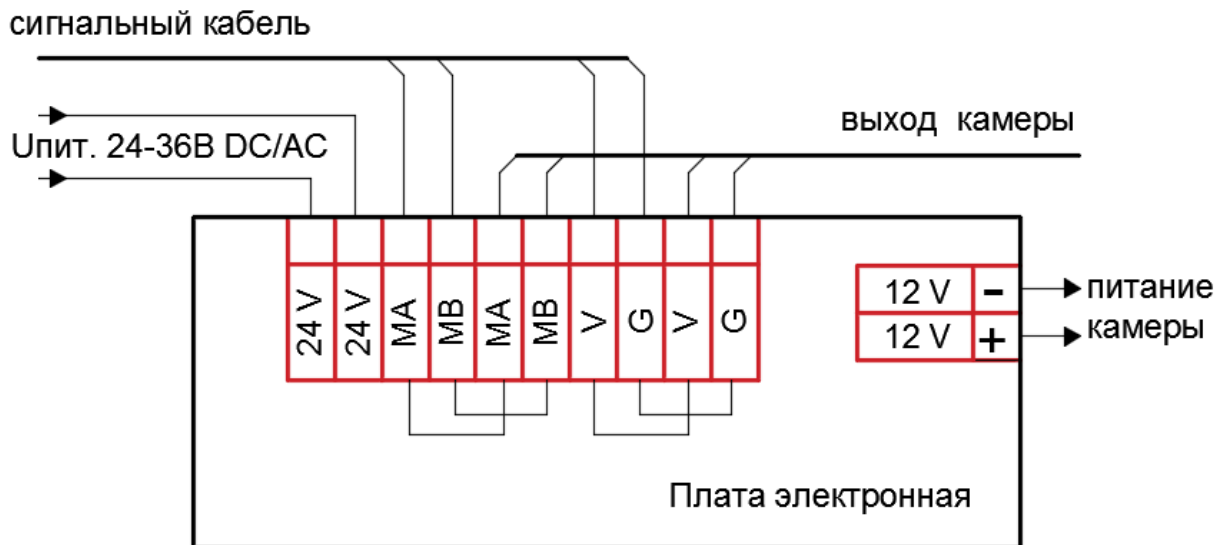 сигнальный кабель
Uпит. 24-36В DC/AC
выход камеры
24 V
24 V
MA
MB
MA
MB
V
G
V
G
12 V -
12 V +
питание
камеры
Плата электронная